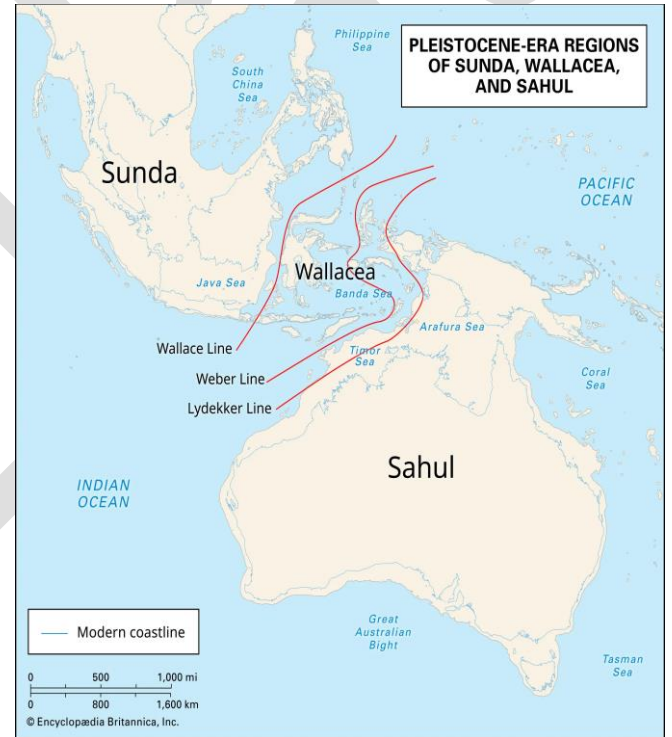 PLEISTOCENE-ERA REGIONS
OF SUNDA, WALLACEA,
AND SAHUL
Philippine
Sea
South
China
Sea
Sunda
PACIFIC
OCEAN
Wallacea
Java Sea
Banda Sea
Arafura Sea
Wallace Line
Timor
Sea
Weber Line
Coral
Sea
Lydekker Line
Sahul
INDIAN
OCEAN
Great
Australian
Bight
Modern coastline
Tasman
Sea
0 500 1,000 mi
0 800 1,600 km
© Encyclopædia Britannica, Inc.